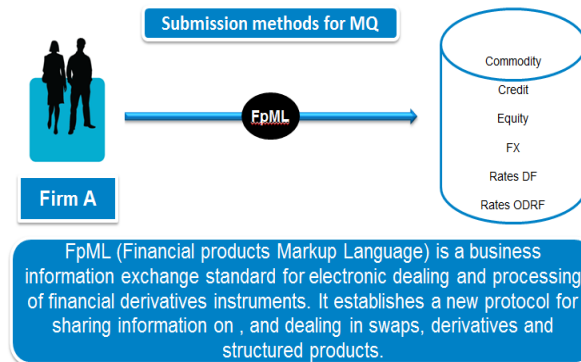 Submission methods for MQ
Commodity
Credit
FpML
Equity
FX
Firm A
Rates DF
Rates ODRF
FpML (Financial products Markup Language) is a business
information exchange standard for electronic dealing and processing
of financial derivatives instruments. It establishes a new protocol for
sharing information on , and dealing in swaps, derivatives and
structured products.